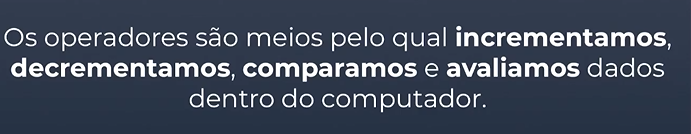 Os operadores são meios pelo qual incrementamos,
decrementamos, comparamos e avaliamos dados
dentro do computador.